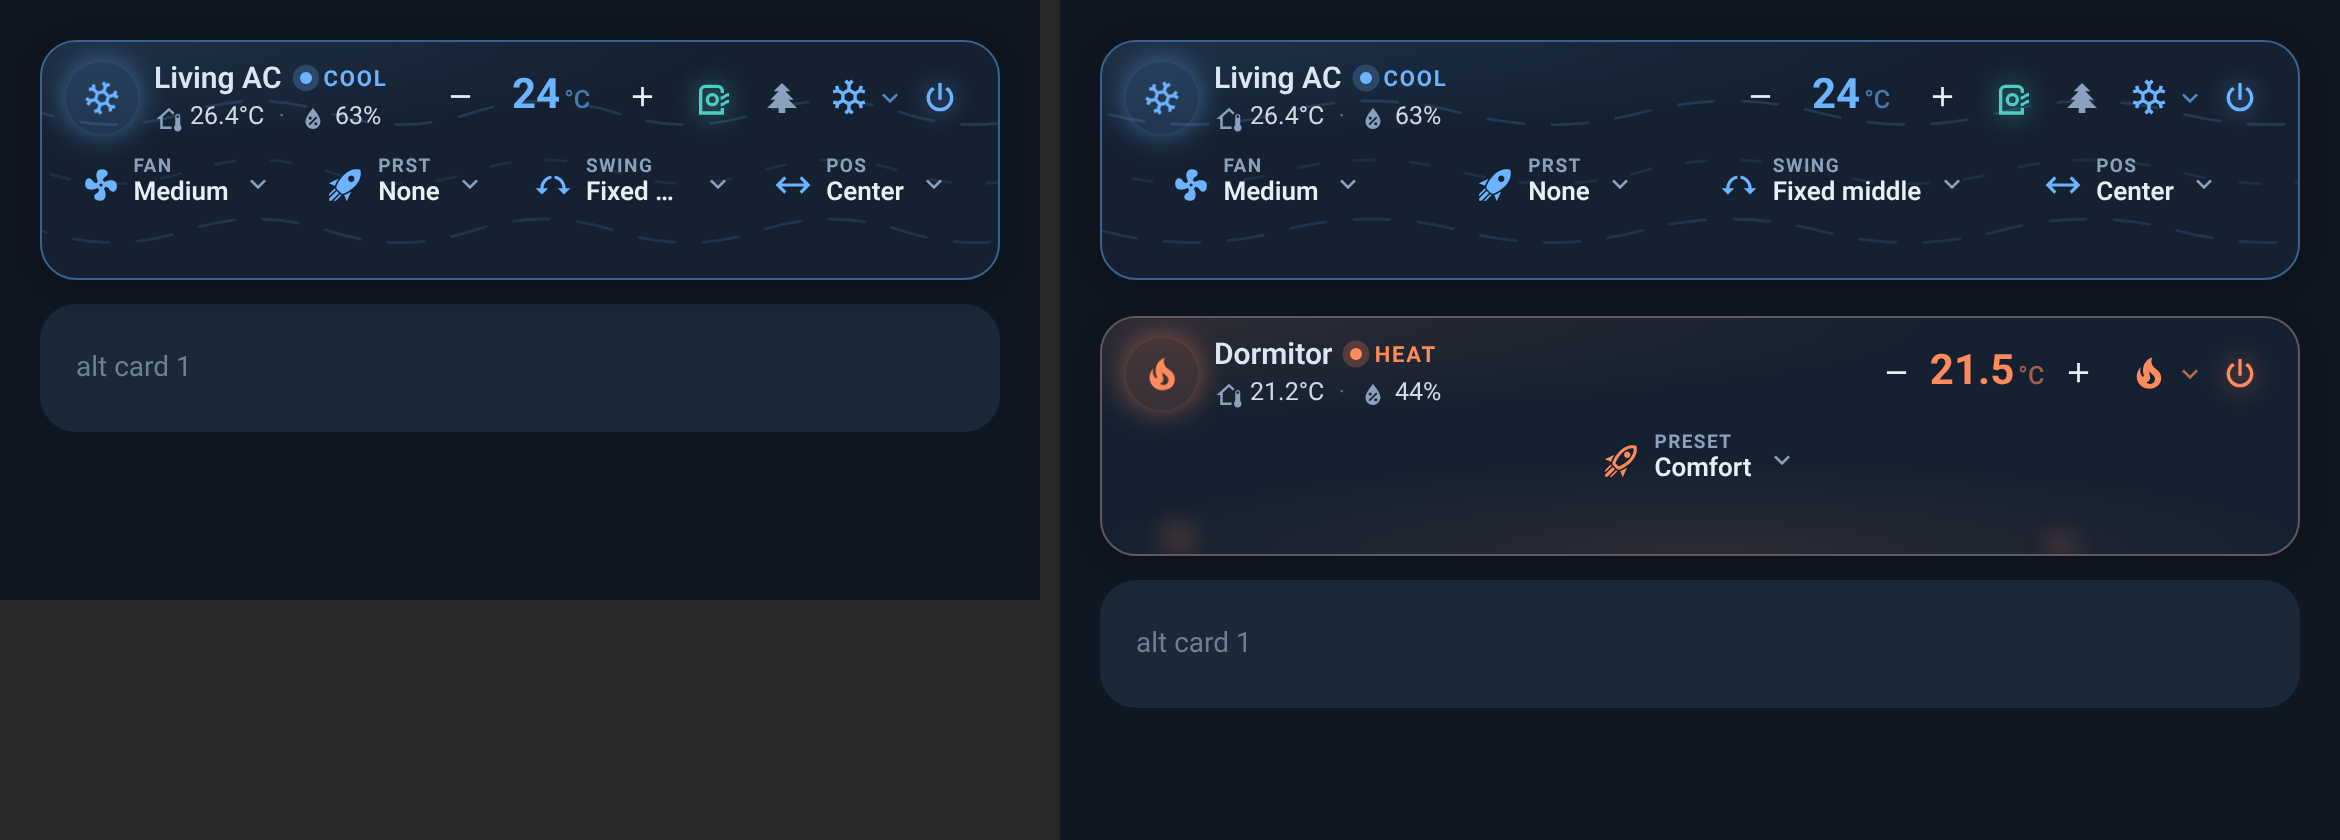 Living AC COOL
26.4°C · 63%
− 24 °C +
FAN
Medium
PRST
None
SWING
Fixed ...
POS
Center
alt card 1
Living AC COOL
26.4°C · 63%
− 24 °C +
FAN
Medium
PRST
None
SWING
Fixed middle
POS
Center
Dormitor HEAT
21.2°C · 44%
− 21.5 °C +
PRESET
Comfort
alt card 1